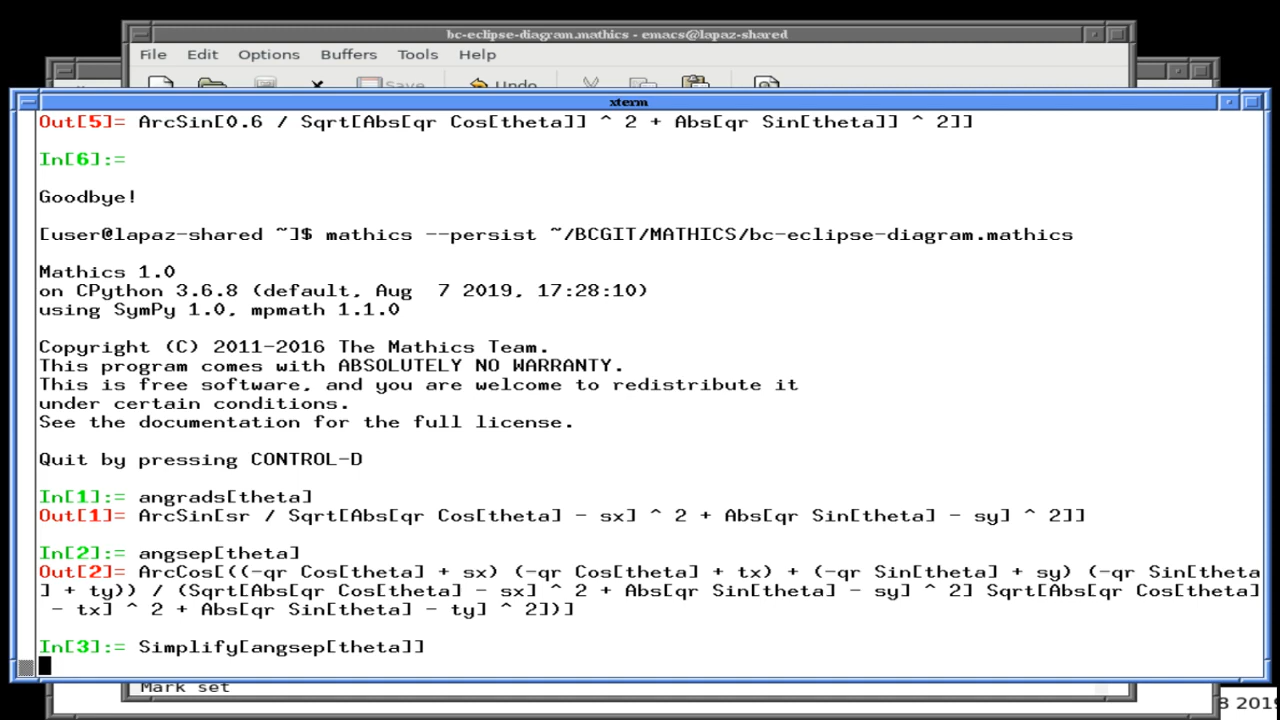 bc-eclipse-diagram.mathics - emacs@lapaz-shared
File Edit Options Buffers Tools Help
Save Undo
xterm
Out[5]= ArcSin[0.6 / Sqrt[Abs[qr Cos[theta]] ^ 2 + Abs[qr Sin[theta]] ^ 2]]
In[6]:=
Goodbye!
[user@lapaz-shared ~]$ mathics --persist ~/BCGIT/MATHICS/bc-eclipse-diagram.mathics
Mathics 1.0
on CPython 3.6.8 (default, Aug  7 2019, 17:28:10)
using SymPy 1.0, mpmath 1.1.0
Copyright (C) 2011-2016 The Mathics Team.
This program comes with ABSOLUTELY NO WARRANTY.
This is free software, and you are welcome to redistribute it
under certain conditions.
See the documentation for the full license.
Quit by pressing CONTROL-D
In[1]:= angrads[theta]
Out[1]= ArcSin[sr / Sqrt[Abs[qr Cos[theta] - sx] ^ 2 + Abs[qr Sin[theta] - sy] ^ 2]]
In[2]:= angsep[theta]
Out[2]= ArcCos[((-qr Cos[theta] + sx) (-qr Cos[theta] + tx) + (-qr Sin[theta] + sy) (-qr Sin[theta
] + ty)) / (Sqrt[Abs[qr Cos[theta] - sx] ^ 2 + Abs[qr Sin[theta] - sy] ^ 2] Sqrt[Abs[qr Cos[theta]
 - tx] ^ 2 + Abs[qr Sin[theta] - ty] ^ 2])]
In[3]:= Simplify[angsep[theta]]
Mark set
8 2019